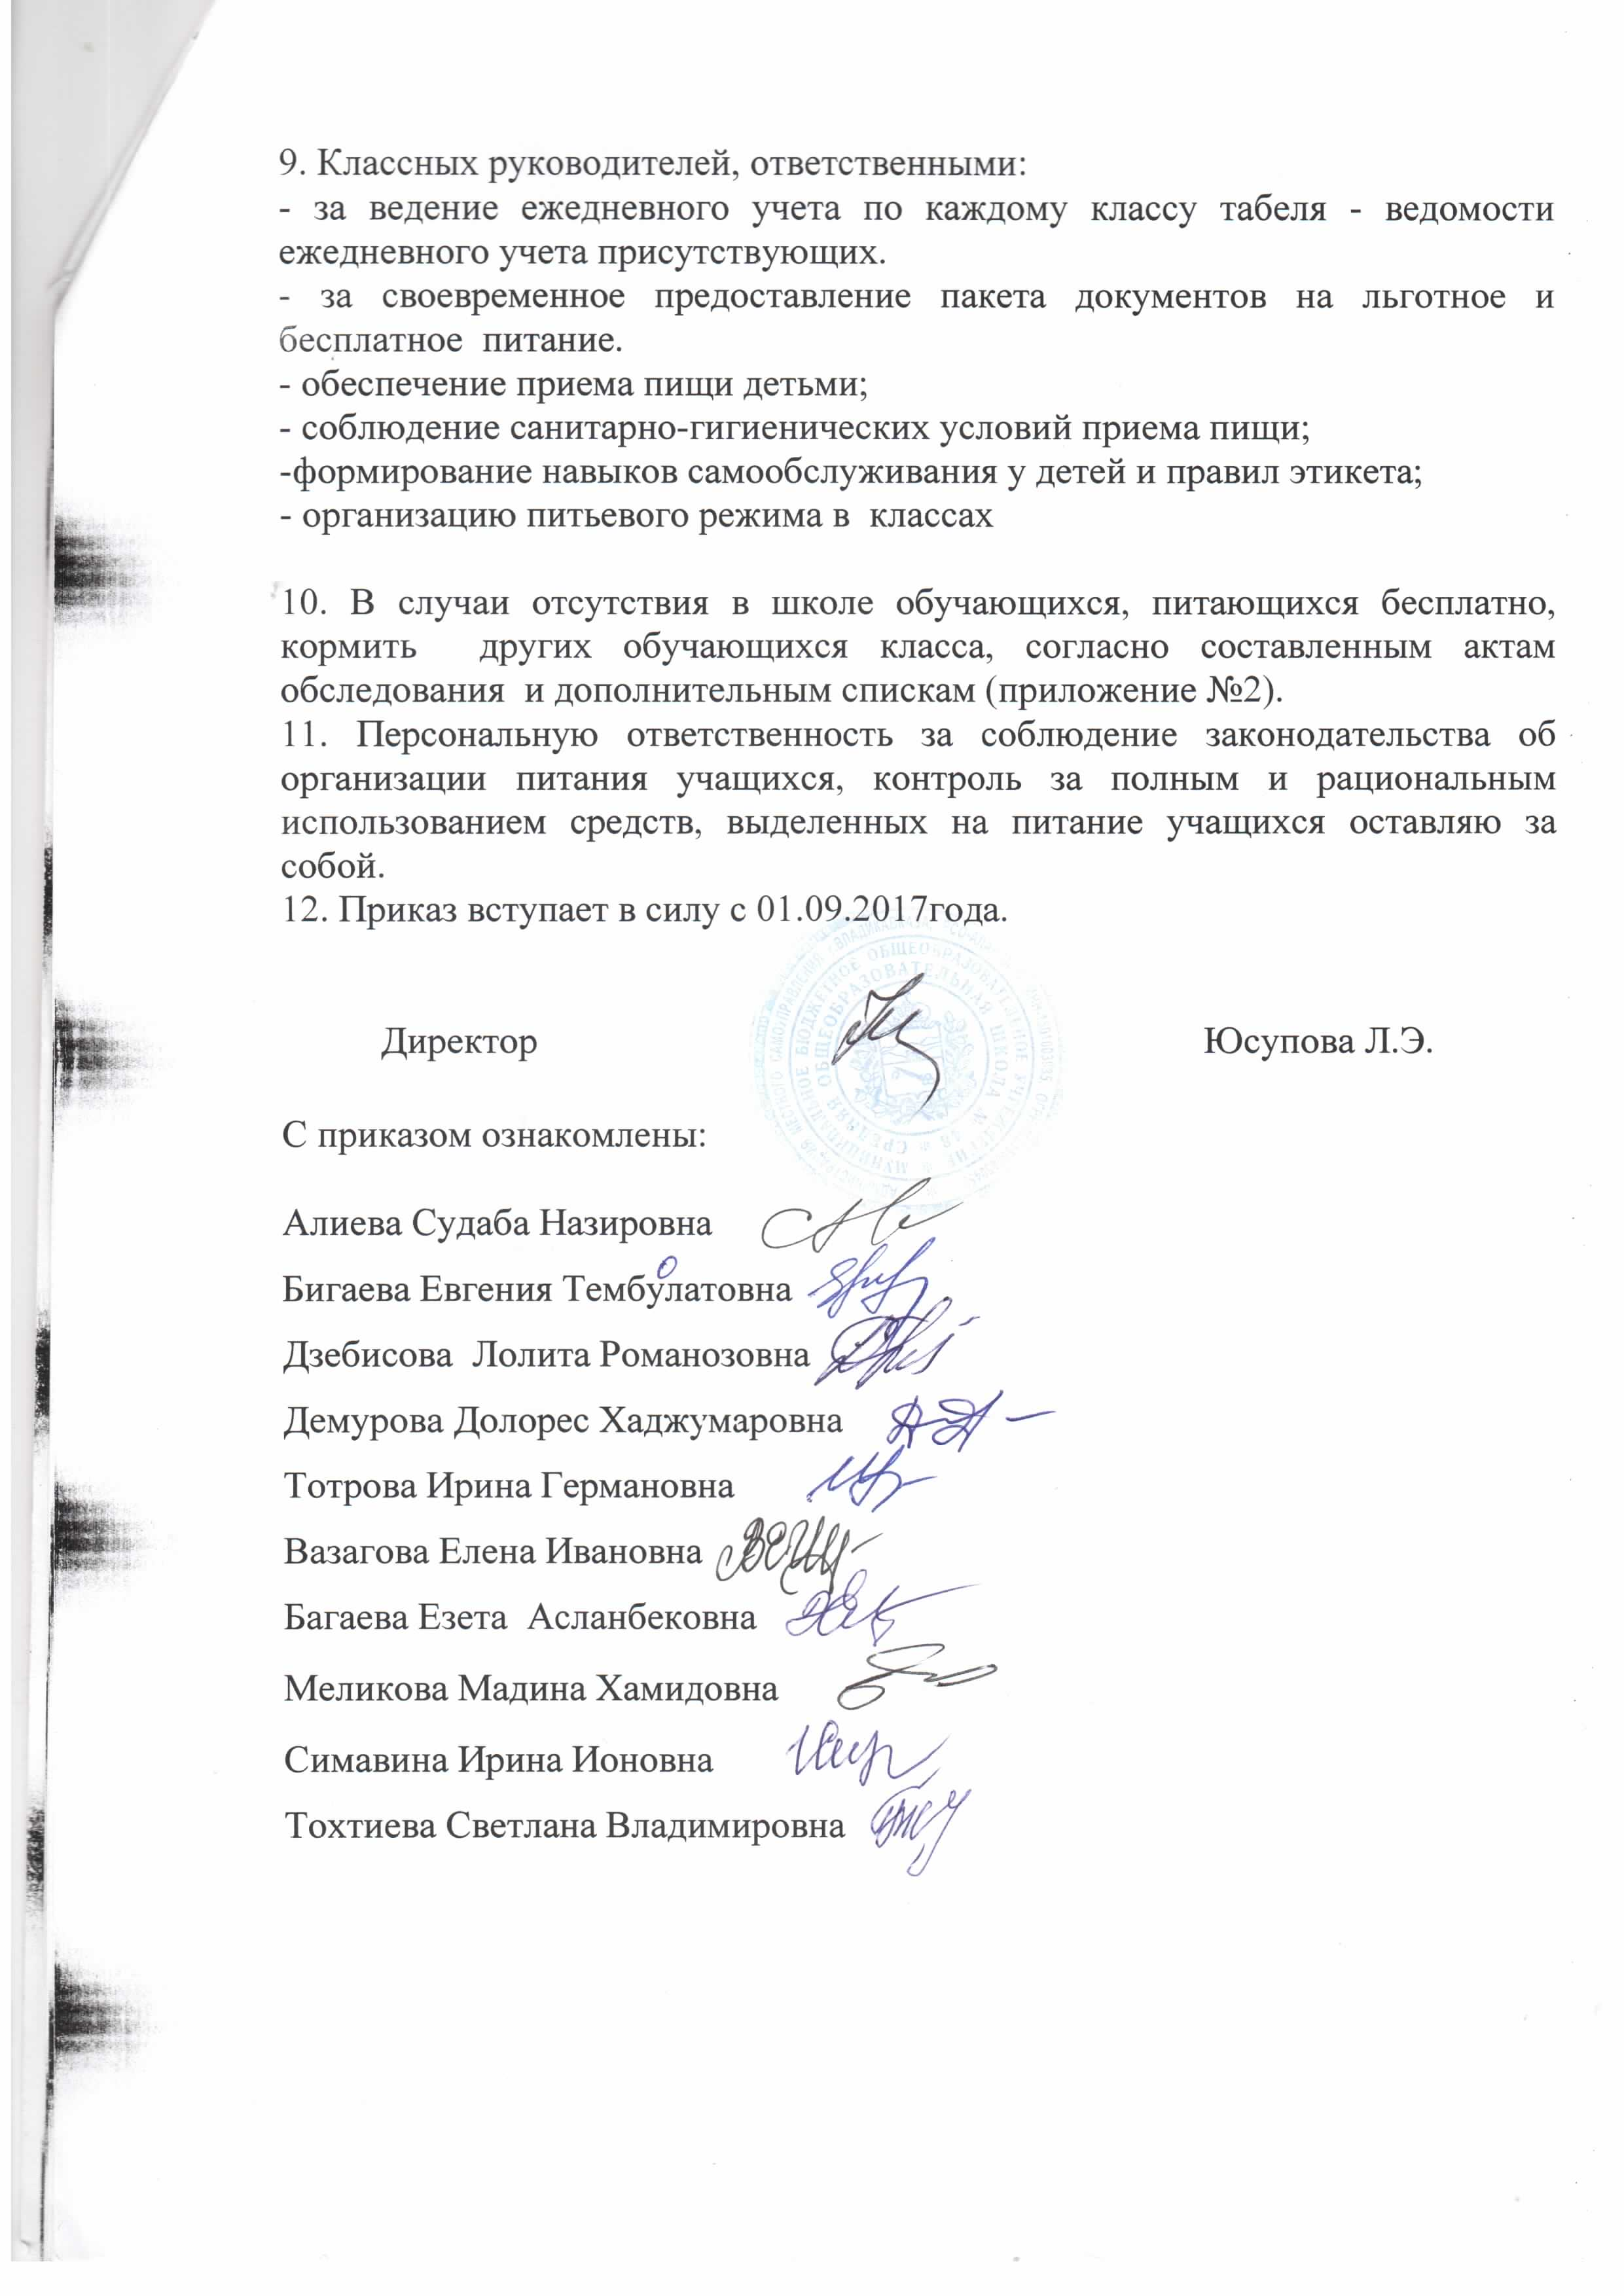 9. Классных руководителей, ответственными:
- за ведение ежедневного учета по каждому классу табеля - ведомости
ежедневного учета присутствующих.
- за своевременное предоставление пакета документов на льготное и
бесплатное питание.
- обеспечение приема пищи детьми;
- соблюдение санитарно-гигиенических условий приема пищи;
-формирование навыков самообслуживания у детей и правил этикета;
- организацию питьевого режима в классах
10. В случаи отсутствия в школе обучающихся, питающихся бесплатно,
кормить других обучающихся класса, согласно составленным актам
обследования и дополнительным спискам (приложение №2).
11. Персональную ответственность за соблюдение законодательства об
организации питания учащихся, контроль за полным и рациональным
использованием средств, выделенных на питание учащихся оставляю за
собой.
12. Приказ вступает в силу с 01.09.2017года.
Директор Юсупова Л.Э.
С приказом ознакомлены:
Алиева Судаба Назировна
Бигаева Евгения Тембулатовна
Дзебисова Лолита Романозовна
Демурова Долорес Хаджумаровна
Тотрова Ирина Германовна
Вазагова Елена Ивановна
Багаева Езета Асланбековна
Меликова Мадина Хамидовна
Симавина Ирина Ионовна
Тохтиева Светлана Владимировна